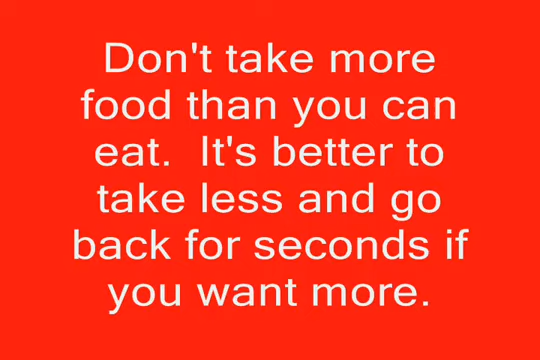 Don't take more
food than you can
eat.  It's better to
take less and go
back for seconds if
you want more.